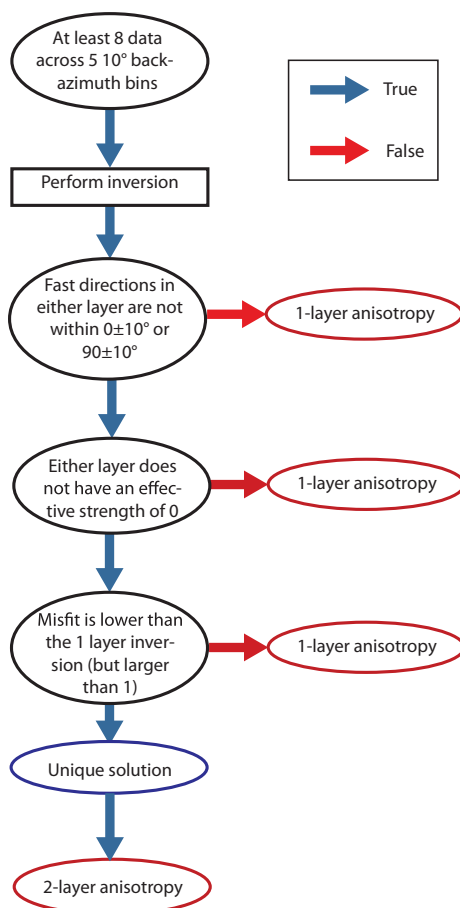 At least 8 data
across 5 10° back-
azimuth bins
True
False
Perform inversion
Fast directions in
either layer are not
within 0±10° or
90±10°
1-layer anisotropy
Either layer does
not have an effec-
tive strength of 0
1-layer anisotropy
Misfit is lower than
the 1 layer inver-
sion (but larger
than 1)
1-layer anisotropy
Unique solution
2-layer anisotropy